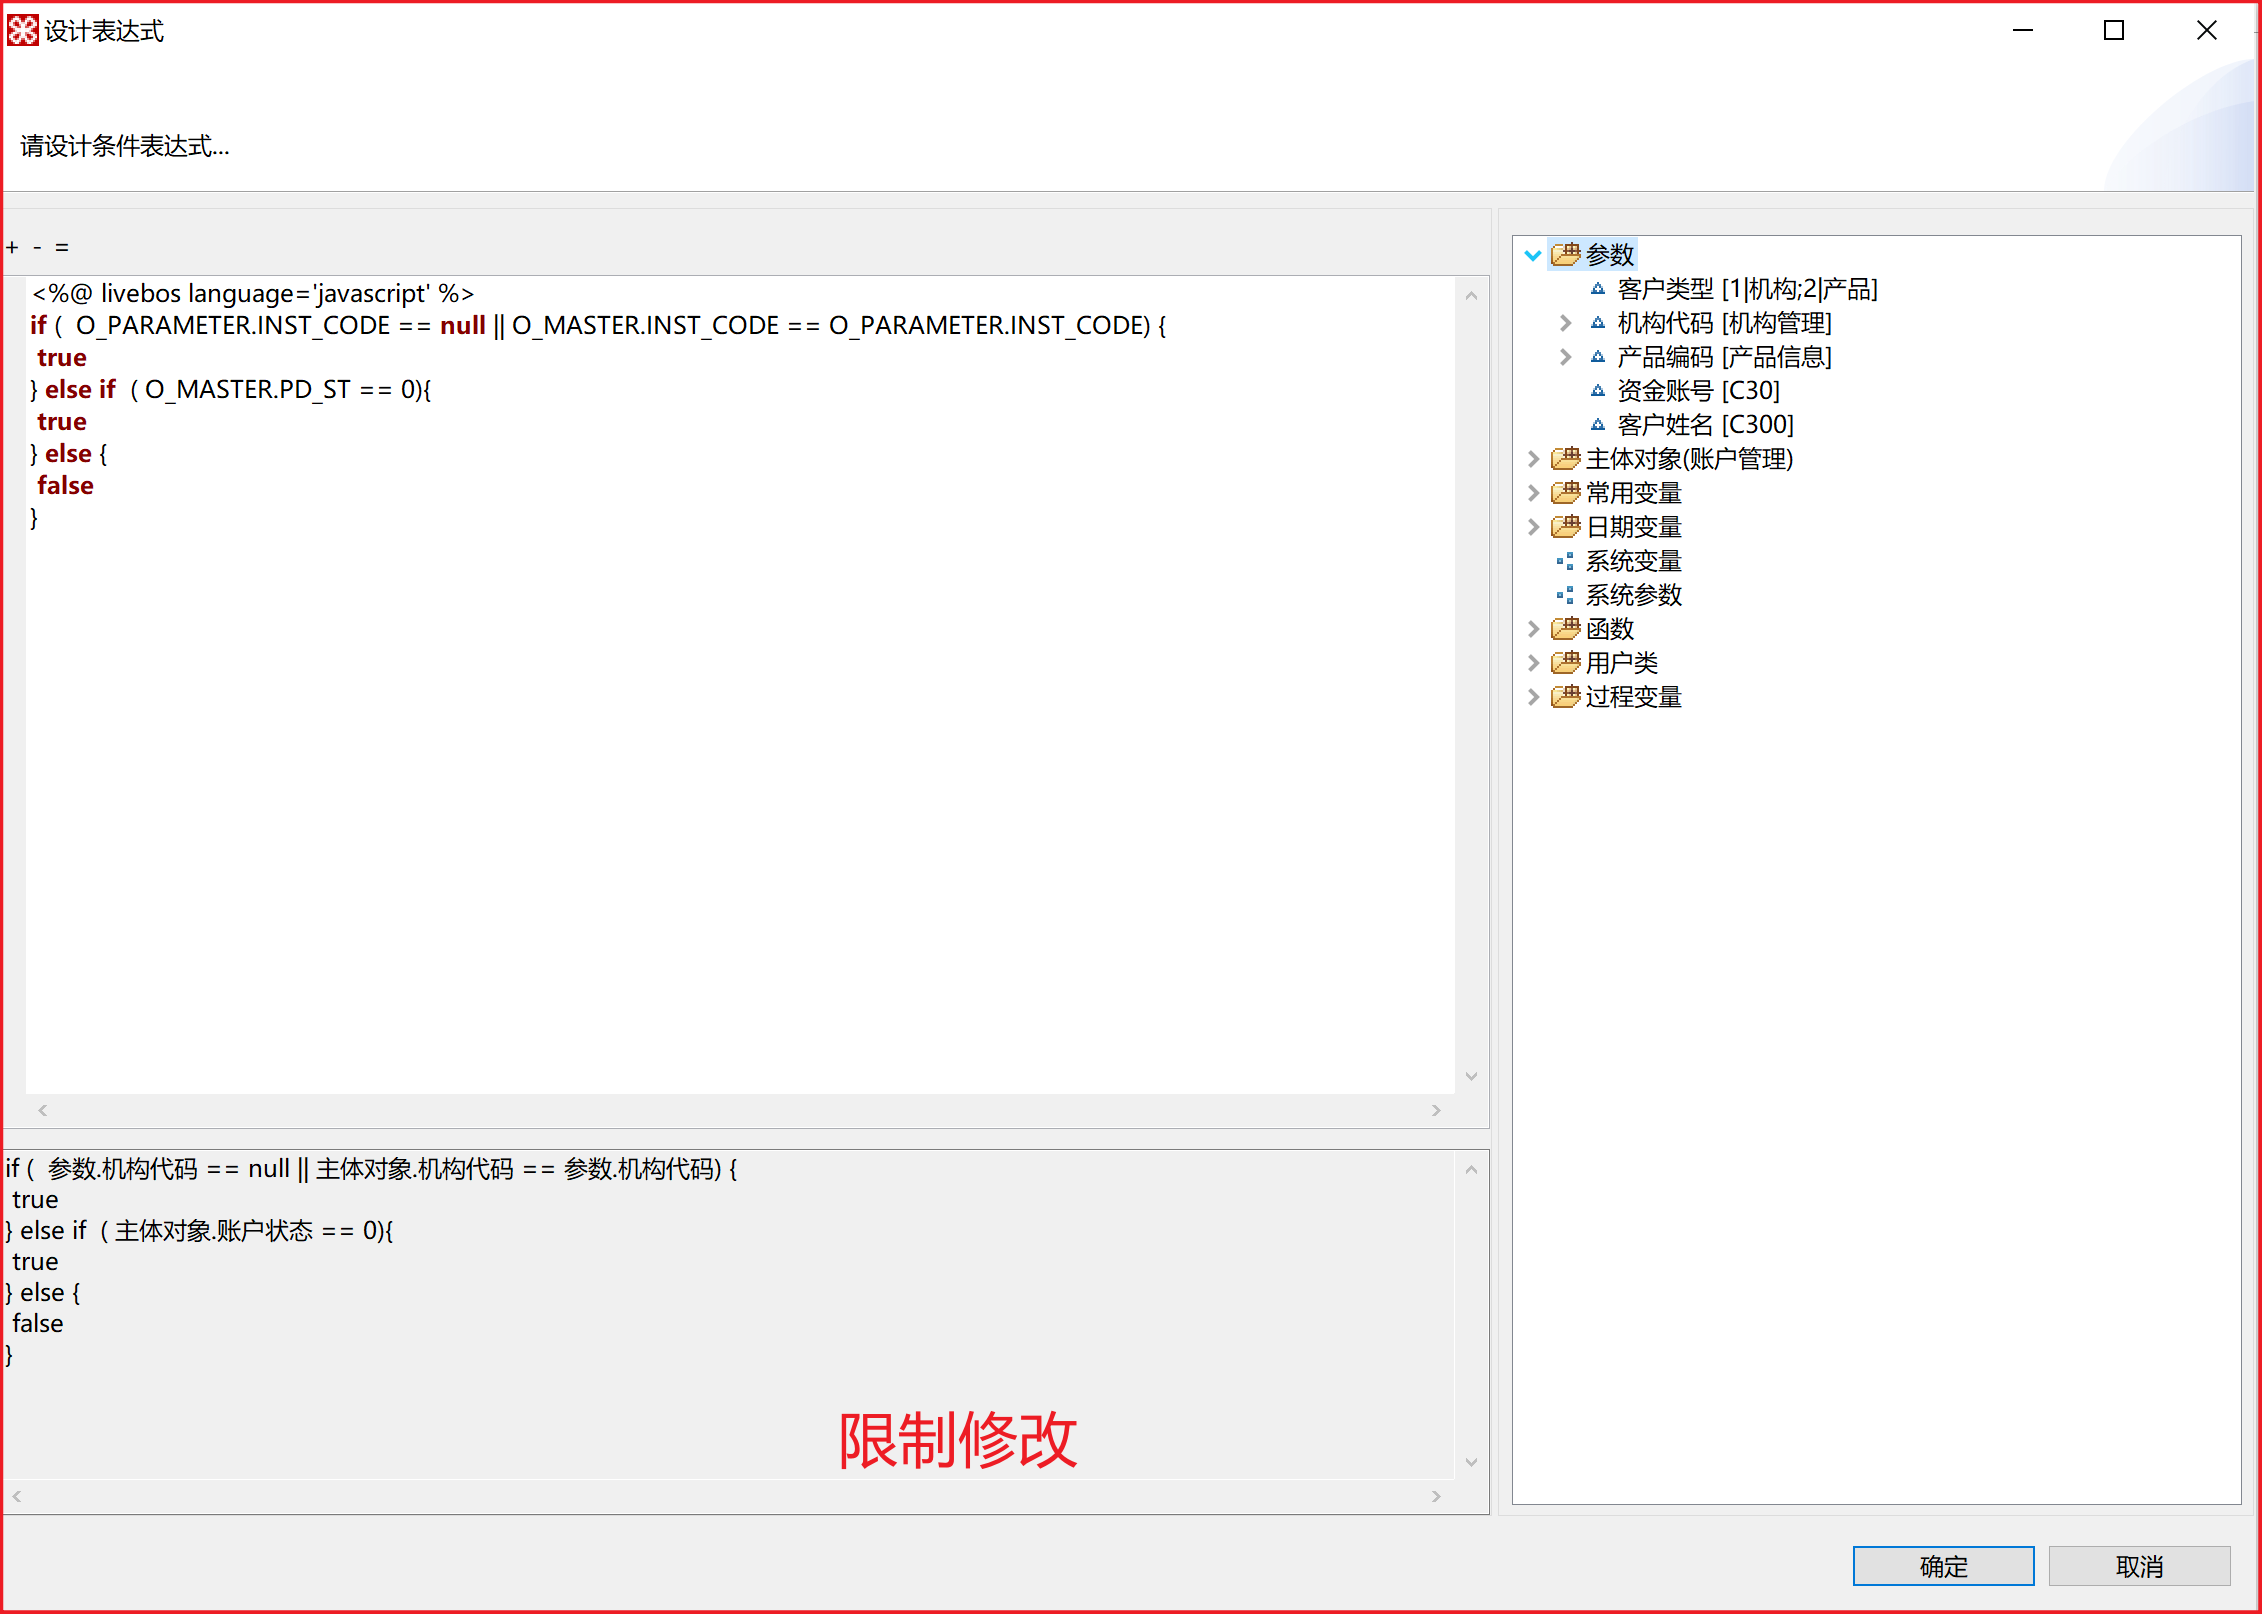 设计表达式
请设计条件表达式...
+ - =
<%@ livebos language='javascript' %>
if (  O_PARAMETER.INST_CODE == null || O_MASTER.INST_CODE == O_PARAMETER.INST_CODE) {
true
} else if  ( O_MASTER.PD_ST == 0){
true
} else {
false
}
if (  参数.机构代码 == null || 主体对象.机构代码 == 参数.机构代码) {
true
} else if  ( 主体对象.账户状态 == 0){
true
} else {
false
}
限制修改
参数
客户类型 [1|机构;2|产品]
机构代码 [机构管理]
产品编码 [产品信息]
资金账号 [C30]
客户姓名 [C300]
主体对象(账户管理)
常用变量
日期变量
系统变量
系统参数
函数
用户类
过程变量
确定
取消